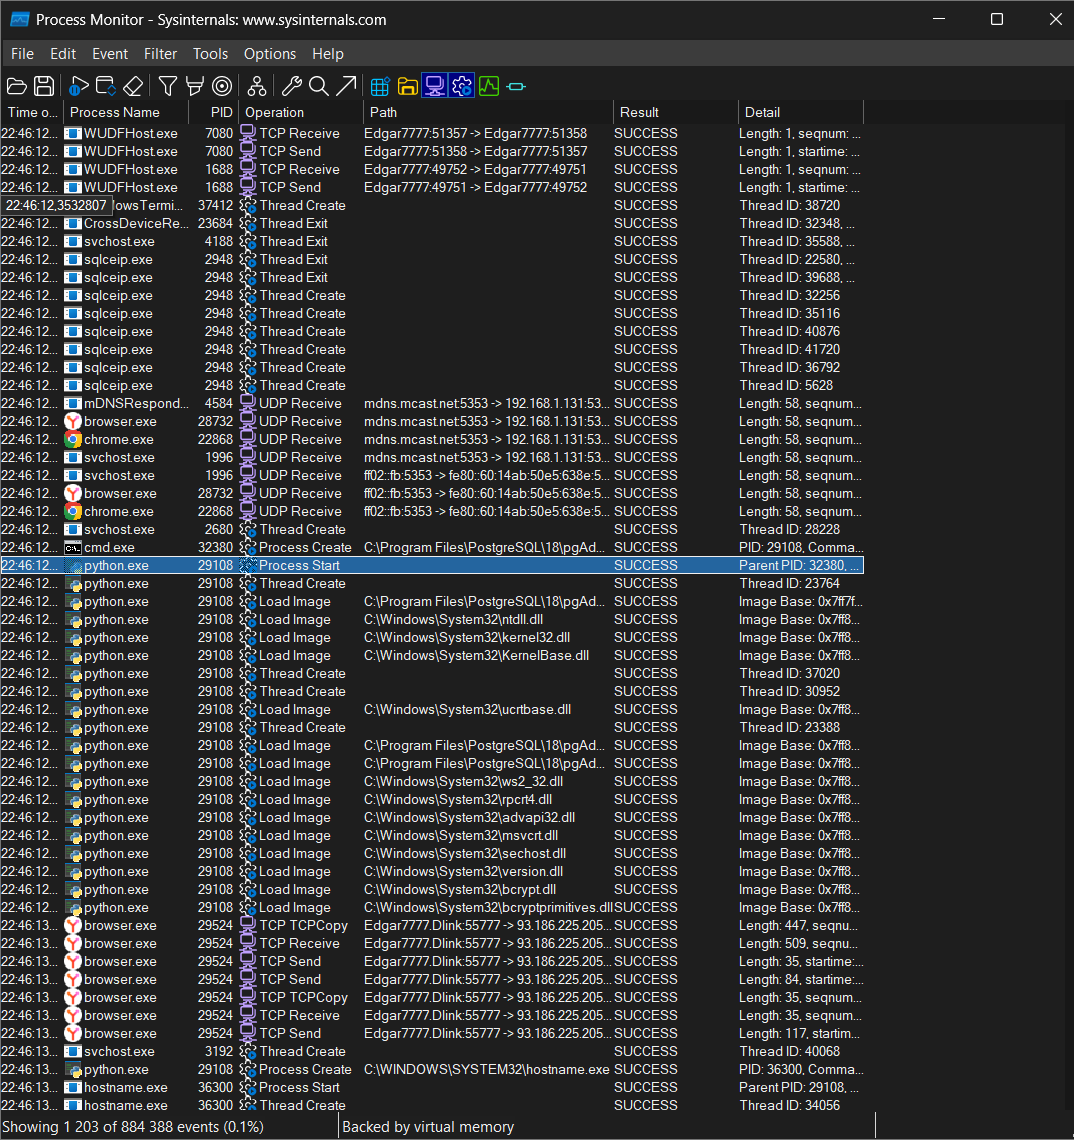 Process Monitor - Sysinternals: www.sysinternals.com
File Edit Event Filter Tools Options Help
Time o... Process Name PID Operation Path Result Detail
22:46:12... WUDFHost.exe 7080 TCP Receive Edgar7777:51357 -> Edgar7777:51358 SUCCESS Length: 1, seqnum: ...
22:46:12... WUDFHost.exe 7080 TCP Send Edgar7777:51358 -> Edgar7777:51357 SUCCESS Length: 1, startime: ...
22:46:12... WUDFHost.exe 1688 TCP Receive Edgar7777:49752 -> Edgar7777:49751 SUCCESS Length: 1, seqnum: ...
22:46:12... WUDFHost.exe 1688 TCP Send Edgar7777:49751 -> Edgar7777:49752 SUCCESS Length: 1, startime: ...
22:46:12,3532807 lowsTermi... 37412 Thread Create SUCCESS Thread ID: 38720
22:46:12... CrossDeviceRe... 23684 Thread Exit SUCCESS Thread ID: 32348, ...
22:46:12... svchost.exe 4188 Thread Exit SUCCESS Thread ID: 35588, ...
22:46:12... sqlceip.exe 2948 Thread Exit SUCCESS Thread ID: 22580, ...
22:46:12... sqlceip.exe 2948 Thread Exit SUCCESS Thread ID: 39688, ...
22:46:12... sqlceip.exe 2948 Thread Create SUCCESS Thread ID: 32256
22:46:12... sqlceip.exe 2948 Thread Create SUCCESS Thread ID: 35116
22:46:12... sqlceip.exe 2948 Thread Create SUCCESS Thread ID: 40876
22:46:12... sqlceip.exe 2948 Thread Create SUCCESS Thread ID: 41720
22:46:12... sqlceip.exe 2948 Thread Create SUCCESS Thread ID: 36792
22:46:12... sqlceip.exe 2948 Thread Create SUCCESS Thread ID: 5628
22:46:12... mDNSRespond... 4584 UDP Receive mdns.mcast.net:5353 -> 192.168.1.131:53... SUCCESS Length: 58, seqnum...
22:46:12... browser.exe 28732 UDP Receive mdns.mcast.net:5353 -> 192.168.1.131:53... SUCCESS Length: 58, seqnum...
22:46:12... chrome.exe 22868 UDP Receive mdns.mcast.net:5353 -> 192.168.1.131:53... SUCCESS Length: 58, seqnum...
22:46:12... svchost.exe 1996 UDP Receive mdns.mcast.net:5353 -> 192.168.1.131:53... SUCCESS Length: 58, seqnum...
22:46:12... svchost.exe 1996 UDP Receive ff02::fb:5353 -> fe80::60:14ab:50e5:638e:5... SUCCESS Length: 58, seqnum...
22:46:12... browser.exe 28732 UDP Receive ff02::fb:5353 -> fe80::60:14ab:50e5:638e:5... SUCCESS Length: 58, seqnum...
22:46:12... chrome.exe 22868 UDP Receive ff02::fb:5353 -> fe80::60:14ab:50e5:638e:5... SUCCESS Length: 58, seqnum...
22:46:12... svchost.exe 2680 Thread Create SUCCESS Thread ID: 28228
22:46:12... cmd.exe 32380 Process Create C:\Program Files\PostgreSQL\18\pgAd... SUCCESS PID: 29108, Comma...
22:46:12... python.exe 29108 Process Start SUCCESS Parent PID: 32380, ...
22:46:12... python.exe 29108 Thread Create SUCCESS Thread ID: 23764
22:46:12... python.exe 29108 Load Image C:\Program Files\PostgreSQL\18\pgAd... SUCCESS Image Base: 0x7ff7f...
22:46:12... python.exe 29108 Load Image C:\Windows\System32\ntdll.dll SUCCESS Image Base: 0x7ff8...
22:46:12... python.exe 29108 Load Image C:\Windows\System32\kernel32.dll SUCCESS Image Base: 0x7ff8...
22:46:12... python.exe 29108 Load Image C:\Windows\System32\KernelBase.dll SUCCESS Image Base: 0x7ff8...
22:46:12... python.exe 29108 Thread Create SUCCESS Thread ID: 37020
22:46:12... python.exe 29108 Thread Create SUCCESS Thread ID: 30952
22:46:12... python.exe 29108 Load Image C:\Windows\System32\ucrtbase.dll SUCCESS Image Base: 0x7ff8...
22:46:12... python.exe 29108 Thread Create SUCCESS Thread ID: 23388
22:46:12... python.exe 29108 Load Image C:\Program Files\PostgreSQL\18\pgAd... SUCCESS Image Base: 0x7ff8...
22:46:12... python.exe 29108 Load Image C:\Program Files\PostgreSQL\18\pgAd... SUCCESS Image Base: 0x7ff8...
22:46:12... python.exe 29108 Load Image C:\Windows\System32\ws2_32.dll SUCCESS Image Base: 0x7ff8...
22:46:12... python.exe 29108 Load Image C:\Windows\System32\rpcrt4.dll SUCCESS Image Base: 0x7ff8...
22:46:12... python.exe 29108 Load Image C:\Windows\System32\advapi32.dll SUCCESS Image Base: 0x7ff8...
22:46:12... python.exe 29108 Load Image C:\Windows\System32\msvcrt.dll SUCCESS Image Base: 0x7ff8...
22:46:12... python.exe 29108 Load Image C:\Windows\System32\sechost.dll SUCCESS Image Base: 0x7ff8...
22:46:12... python.exe 29108 Load Image C:\Windows\System32\version.dll SUCCESS Image Base: 0x7ff8...
22:46:12... python.exe 29108 Load Image C:\Windows\System32\bcrypt.dll SUCCESS Image Base: 0x7ff8...
22:46:12... python.exe 29108 Load Image C:\Windows\System32\bcryptprimitives.dll SUCCESS Image Base: 0x7ff8...
22:46:13... browser.exe 29524 TCP TCPCopy Edgar7777.Dlink:55777 -> 93.186.225.205... SUCCESS Length: 447, seqnu...
22:46:13... browser.exe 29524 TCP Receive Edgar7777.Dlink:55777 -> 93.186.225.205... SUCCESS Length: 509, seqnu...
22:46:13... browser.exe 29524 TCP Send Edgar7777.Dlink:55777 -> 93.186.225.205... SUCCESS Length: 35, startime:...
22:46:13... browser.exe 29524 TCP Send Edgar7777.Dlink:55777 -> 93.186.225.205... SUCCESS Length: 84, startime:...
22:46:13... browser.exe 29524 TCP TCPCopy Edgar7777.Dlink:55777 -> 93.186.225.205... SUCCESS Length: 35, seqnum...
22:46:13... browser.exe 29524 TCP Receive Edgar7777.Dlink:55777 -> 93.186.225.205... SUCCESS Length: 35, seqnum...
22:46:13... browser.exe 29524 TCP Send Edgar7777.Dlink:55777 -> 93.186.225.205... SUCCESS Length: 117, startim...
22:46:13... svchost.exe 3192 Thread Create SUCCESS Thread ID: 40068
22:46:13... python.exe 29108 Process Create C:\WINDOWS\SYSTEM32\hostname.exe SUCCESS PID: 36300, Comma...
22:46:13... hostname.exe 36300 Process Start SUCCESS Parent PID: 29108, ...
22:46:13... hostname.exe 36300 Thread Create SUCCESS Thread ID: 34056
Showing 1 203 of 884 388 events (0.1%) Backed by virtual memory